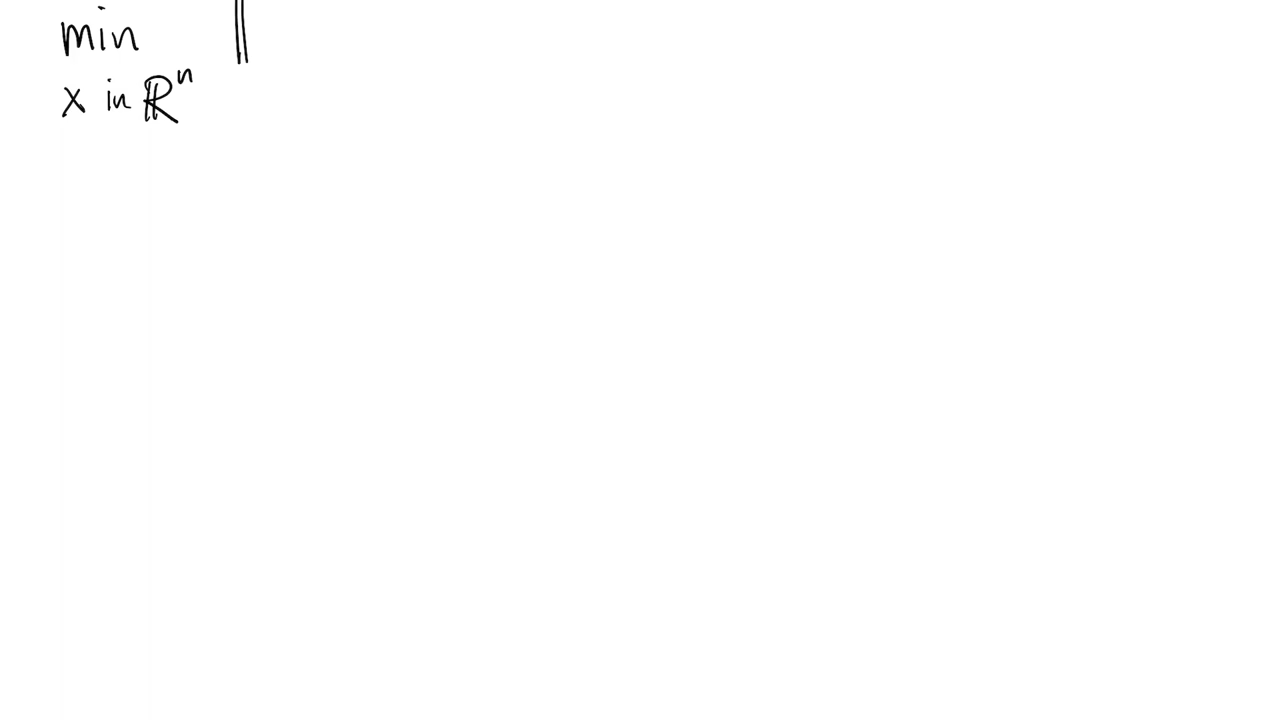 min ||
x in ℝⁿ